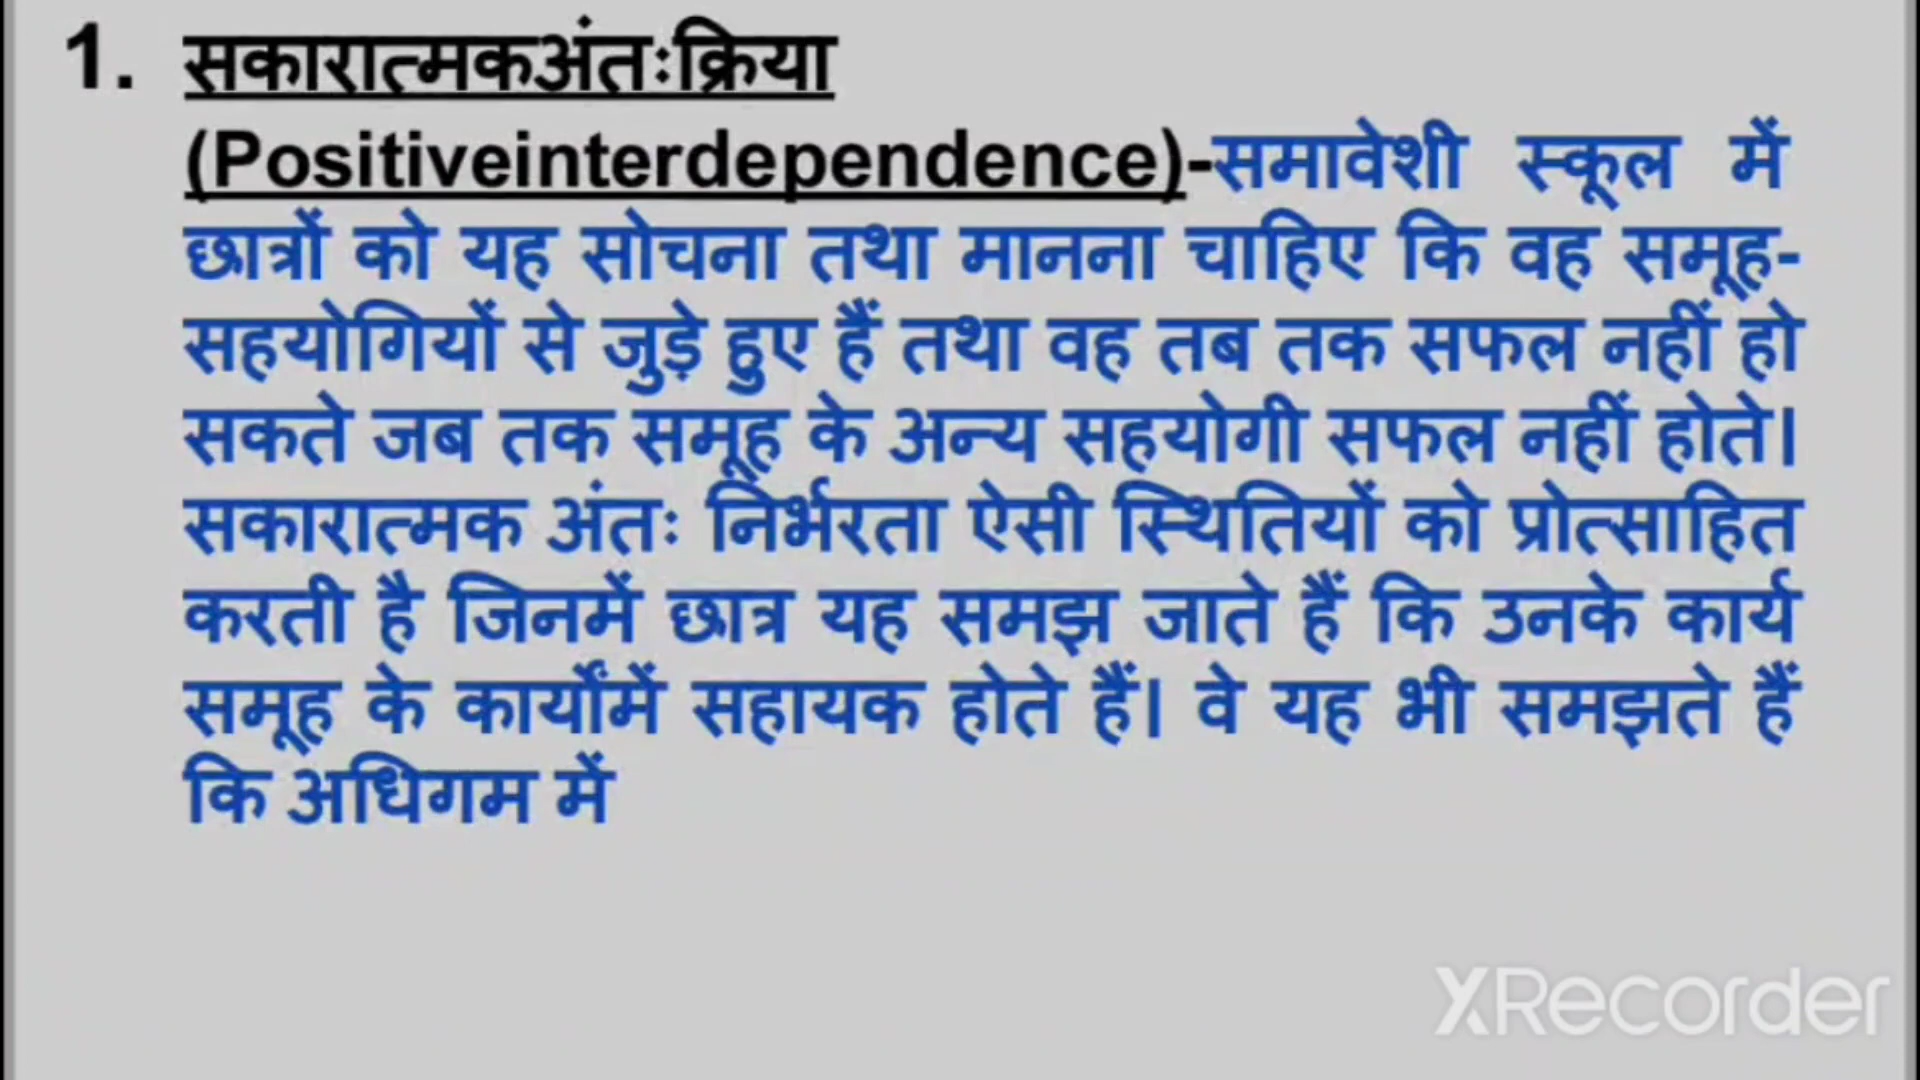 1. सकारात्मकअंतःक्रिया
(Positiveinterdependence)-समावेशी स्कूल में
छात्रों को यह सोचना तथा मानना चाहिए कि वह समूह-
सहयोगियों से जुड़े हुए हैं तथा वह तब तक सफल नहीं हो
सकते जब तक समूह के अन्य सहयोगी सफल नहीं होते।
सकारात्मक अंतः निर्भरता ऐसी स्थितियों को प्रोत्साहित
करती है जिनमें छात्र यह समझ जाते हैं कि उनके कार्य
समूह के कार्योंमें सहायक होते हैं। वे यह भी समझते हैं
कि अधिगम में
XRecorder